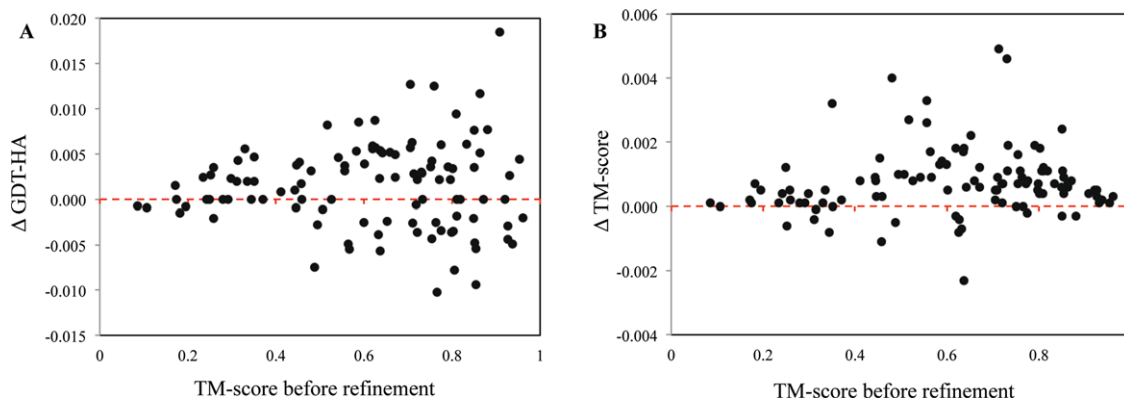 A
Δ GDT-HA
0.020
0.015
0.010
0.005
0.000
-0.005
-0.010
-0.015
0 0.2 0.4 0.6 0.8 1
TM-score before refinement
B
Δ TM-score
0.006
0.004
0.002
0.000
-0.002
-0.004
0 0.2 0.4 0.6 0.8
TM-score before refinement